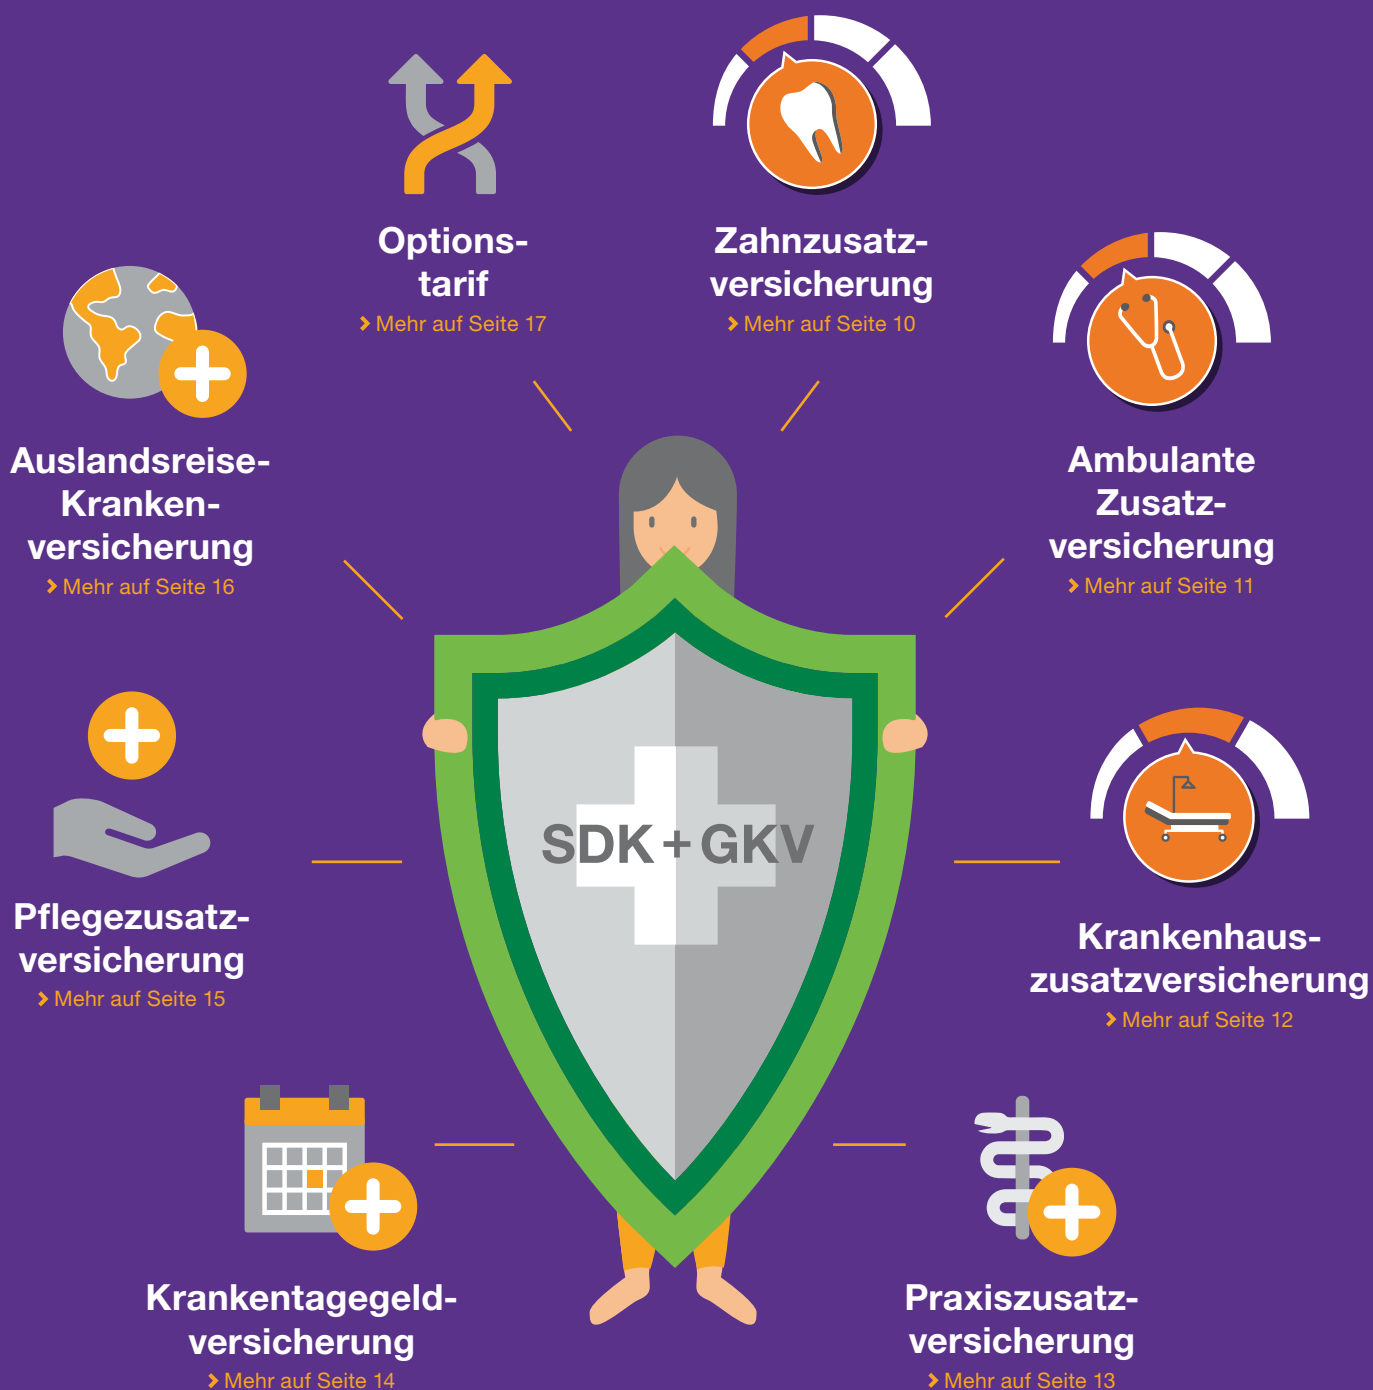 Options-
tarif
Mehr auf Seite 17
Zahnzusatz-
versicherung
Mehr auf Seite 10
Auslandsreise-
Kranken-
versicherung
Mehr auf Seite 16
Ambulante
Zusatz-
versicherung
Mehr auf Seite 11
SDK + GKV
Pflegezusatz-
versicherung
Mehr auf Seite 15
Krankenhaus-
zusatzversicherung
Mehr auf Seite 12
Krankentagegeld-
versicherung
Mehr auf Seite 14
Praxiszusatz-
versicherung
Mehr auf Seite 13